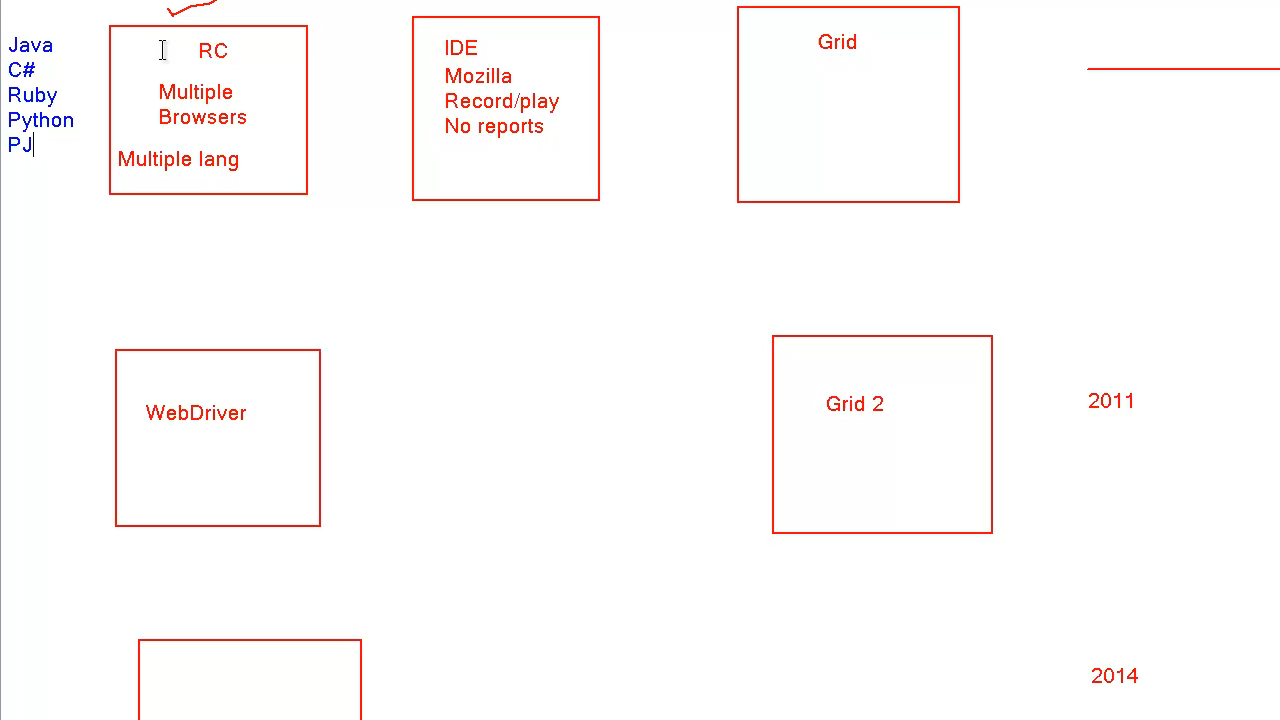 Java
C#
Ruby
Python
PJ
RC
Multiple
Browsers
Multiple lang
IDE
Mozilla
Record/play
No reports
Grid
WebDriver
Grid 2
2011
2014